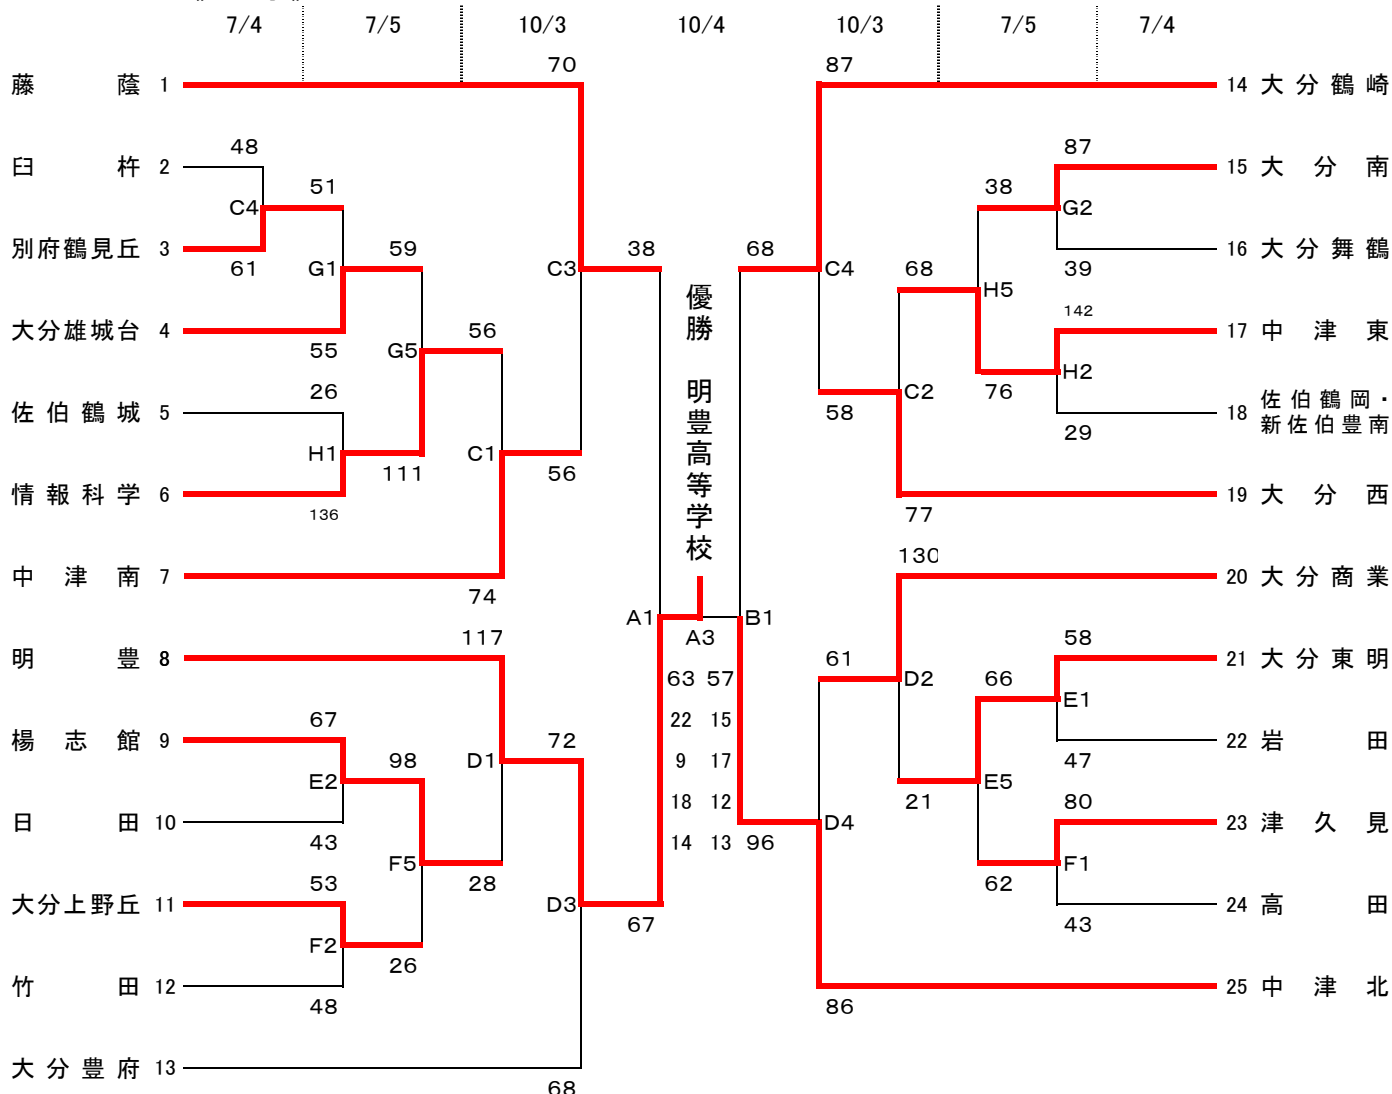 7/4 7/5 10/3 10/4 10/3 7/5 7/4
70 87
藤蔭 1 14 大分鶴崎
48 87
臼杵 2 15 大分南
51 38
C4 G2
別府鶴見丘 3 59 38 68 16 大分舞鶴
61 G1 C3 C4 68 H5 39
優勝 明豊高等学校
142
大分雄城台 4 56 17 中津東
55 G5 H2
26 C2 76
佐伯鶴城 5 58 18 佐伯鶴岡・
新佐伯豊南
29
H1 C1
111 56
情報科学 6 19 大分西
136 77
130
中津南 7 20 大分商業
74
A1 B1
117 A3 61 58
明豊 8 21 大分東明
63 57 D2 66
E1
67 22 15
楊志館 9 72 22 岩田
98 D1 9 17 47
E2 E5
18 12 21 80
日田 10 D4 23 津久見
43 14 13 96
F5 F1
53 28 62
大分上野丘 11 D3 24 高田
67 43
F2
26
竹田 12 25 中津北
48 86
大分豊府 13
68